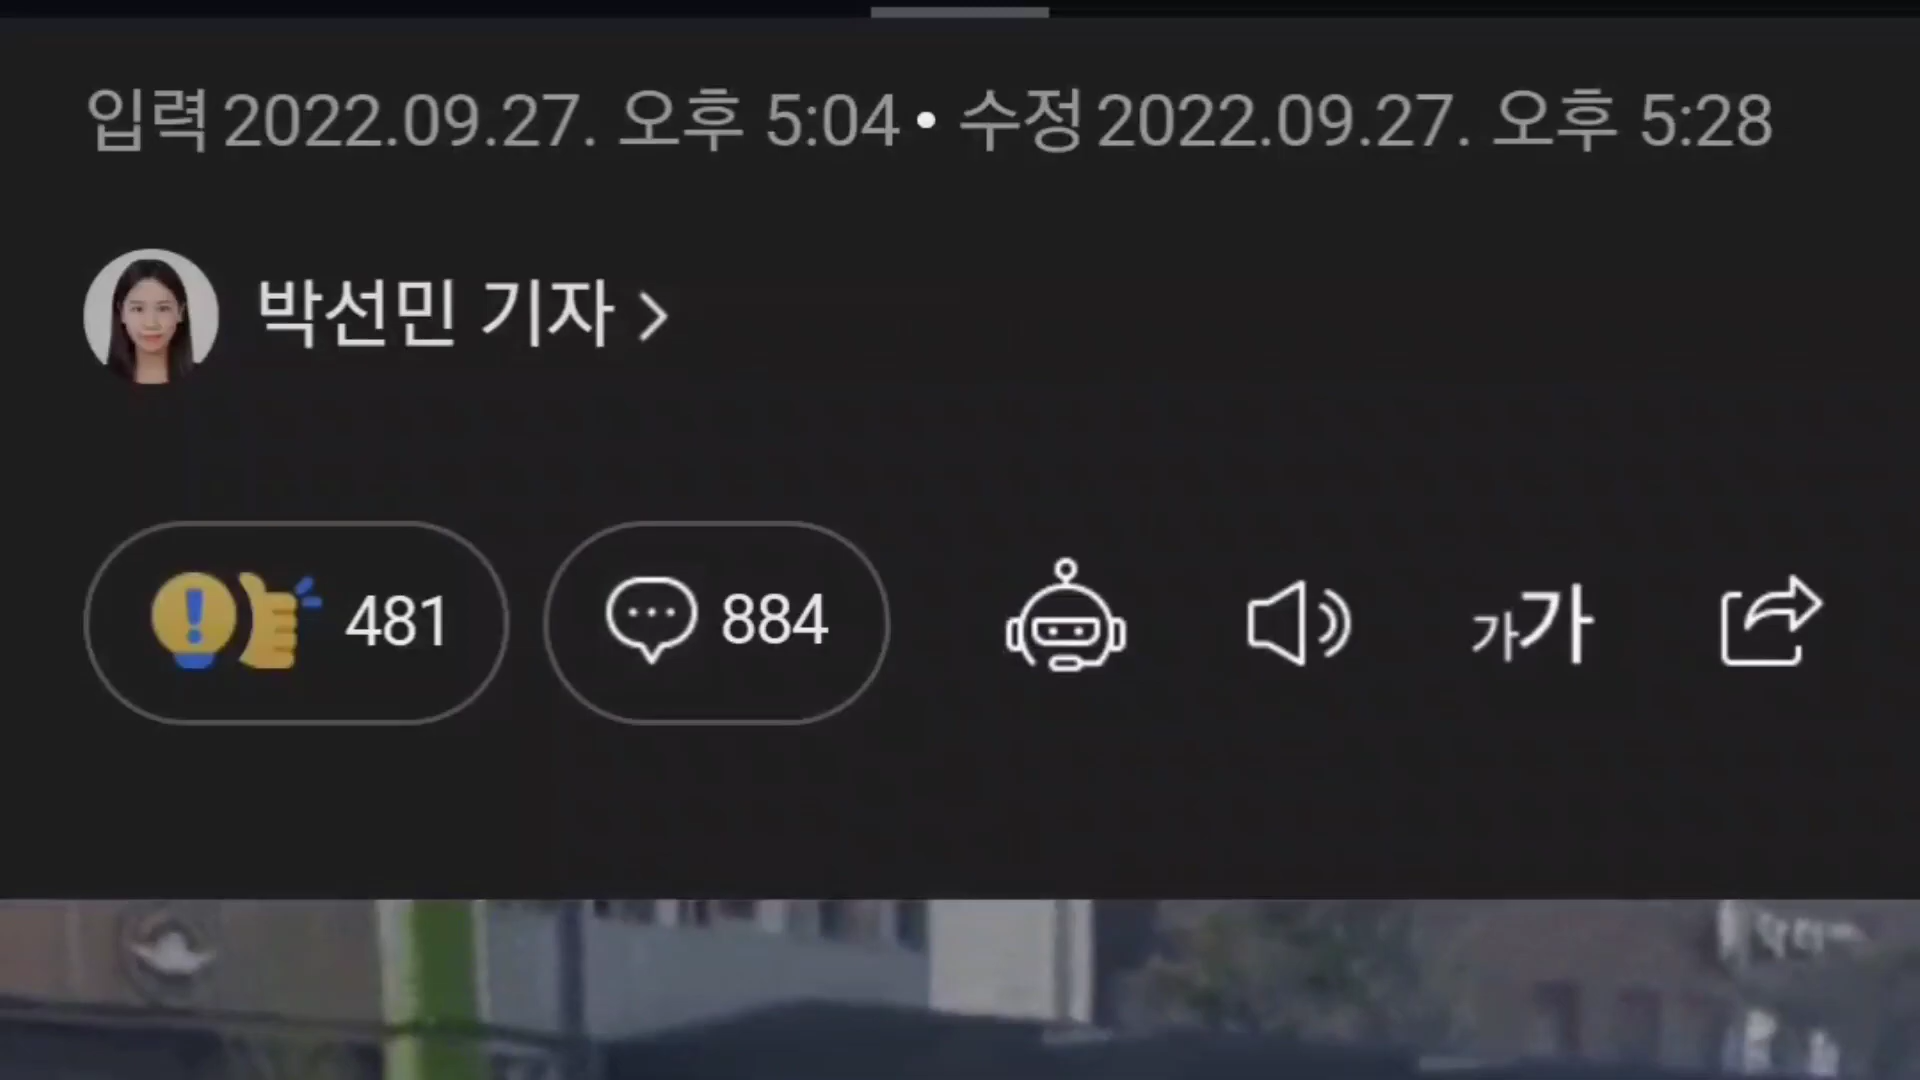 입력 2022.09.27. 오후 5:04 • 수정 2022.09.27. 오후 5:28
박선민 기자 >
481
884
가가